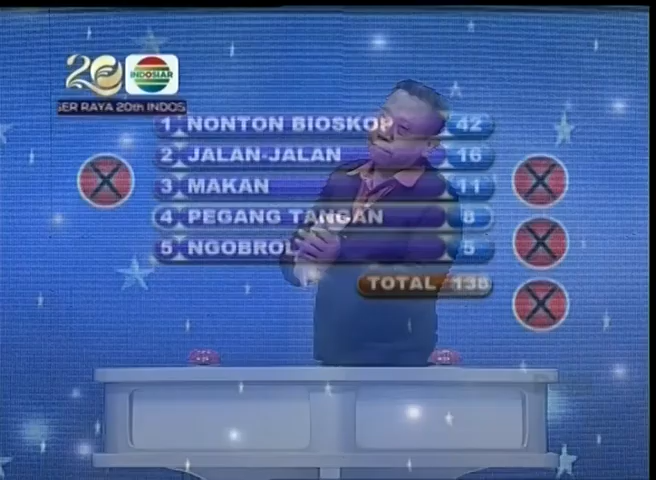 20 INDOSIAR
SER RAYA 20th INDOS
1 NONTON BIOSKOP 42
2 JALAN-JALAN 16
3 MAKAN 11
4 PEGANG TANGAN 8
5 NGOBROL 5
TOTAL 138